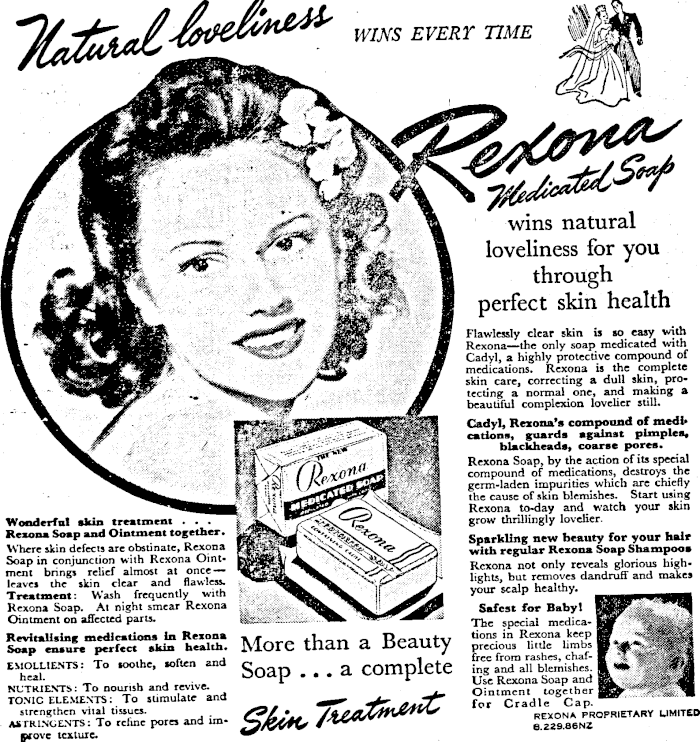 Natural loveliness WINS EVERY TIME
Rexona
Medicated Soap
wins natural
loveliness for you
through
perfect skin health
Flawlessly clear skin is so easy with
Rexona—the only soap medicated with
Cadyl, a highly protective compound of
medications. Rexona is the complete
skin care, correcting a dull skin, pro-
tecting a normal one, and making a
beautiful complexion lovelier still.
Cadyl, Rexona's compound of medi-
cations, guards against pimples,
blackheads, coarse pores.
Rexona Soap, by the action of its special
compound of medications, destroys the
germ-laden impurities which are chiefly
the cause of skin blemishes. Start using
Rexona to-day and watch your skin
grow thrillingly lovelier.
Sparkling new beauty for your hair
with regular Rexona Soap Shampoos
Rexona not only reveals glorious high-
lights, but removes dandruff and makes
your scalp healthy.
Safest for Baby!
The special medica-
tions in Rexona keep
precious little limbs
free from rashes, chaf-
ing and all blemishes.
Use Rexona Soap and
Ointment together
for Cradle Cap.
REXONA PROPRIETARY LIMITED
8.229.86NZ
THE NEW
Rexona
MEDICATED SOAP
Rexona
Wonderful skin treatment . . .
Rexona Soap and Ointment together.
Where skin defects are obstinate, Rexona
Soap in conjunction with Rexona Oint-
ment brings relief almost at once—
leaves the skin clear and flawless.
Treatment: Wash frequently with
Rexona Soap. At night smear Rexona
Ointment on affected parts.
Revitalising medications in Rexona
Soap ensure perfect skin health.
EMOLLIENTS: To soothe, soften and
heal.
NUTRIENTS: To nourish and revive.
TONIC ELEMENTS: To stimulate and
strengthen vital tissues.
ASTRINGENTS: To refine pores and im-
prove texture.
More than a Beauty
Soap ... a complete
Skin Treatment